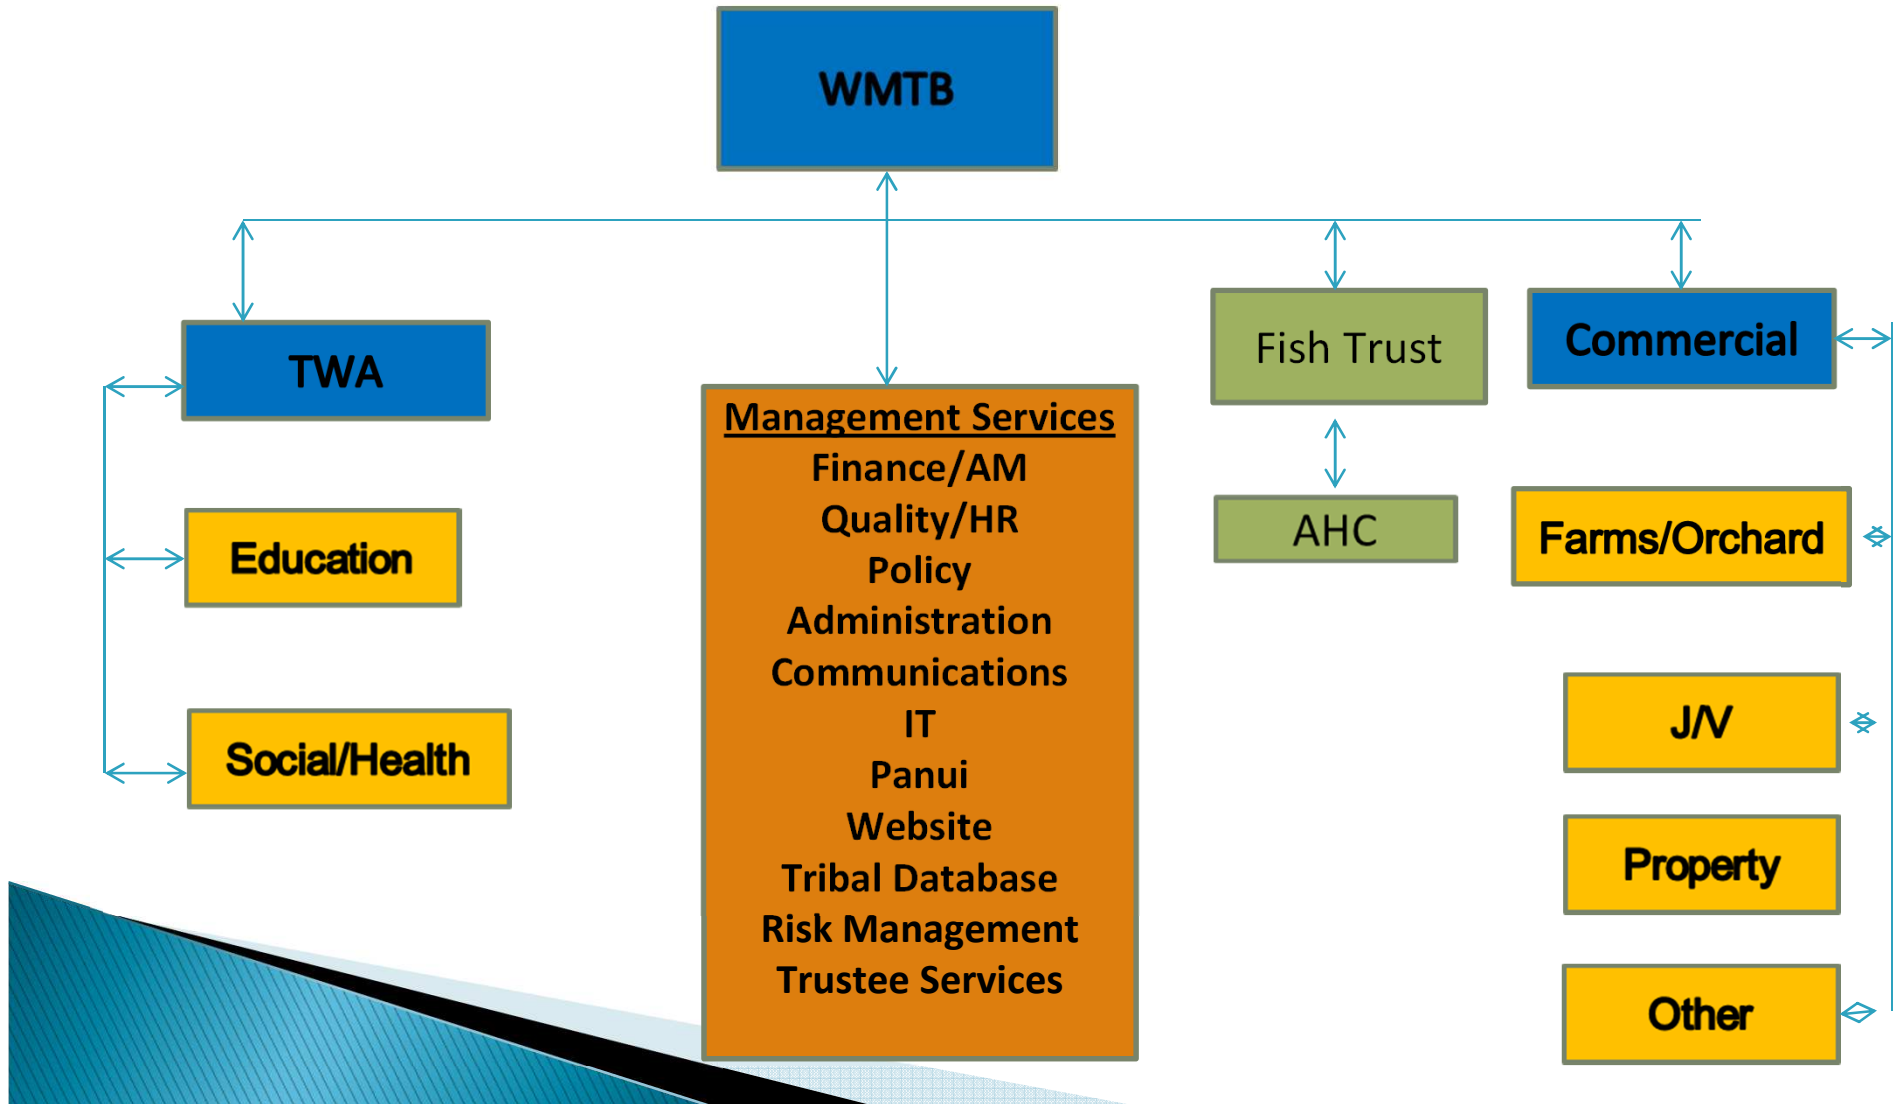 WMTB
TWA
Education
Social/Health
Management Services
Finance/AM
Quality/HR
Policy
Administration
Communications
IT
Panui
Website
Tribal Database
Risk Management
Trustee Services
Fish Trust
AHC
Commercial
Farms/Orchard
J/V
Property
Other